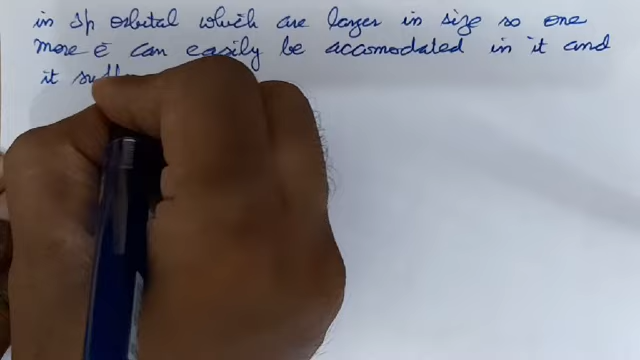 in 3p orbital which are larger in size so one
more e̅ can easily be accomodated in it and
it